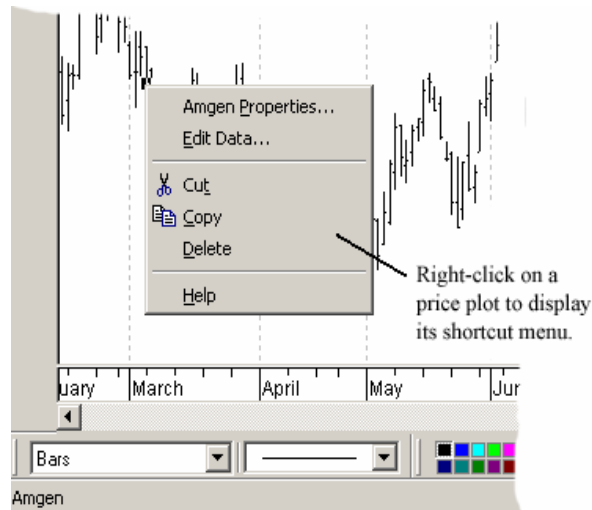 Amgen Properties...
Edit Data...
Cut
Copy
Delete
Help
Right-click on a
price plot to display
its shortcut menu.
uary March April May Jur
Bars
Amgen